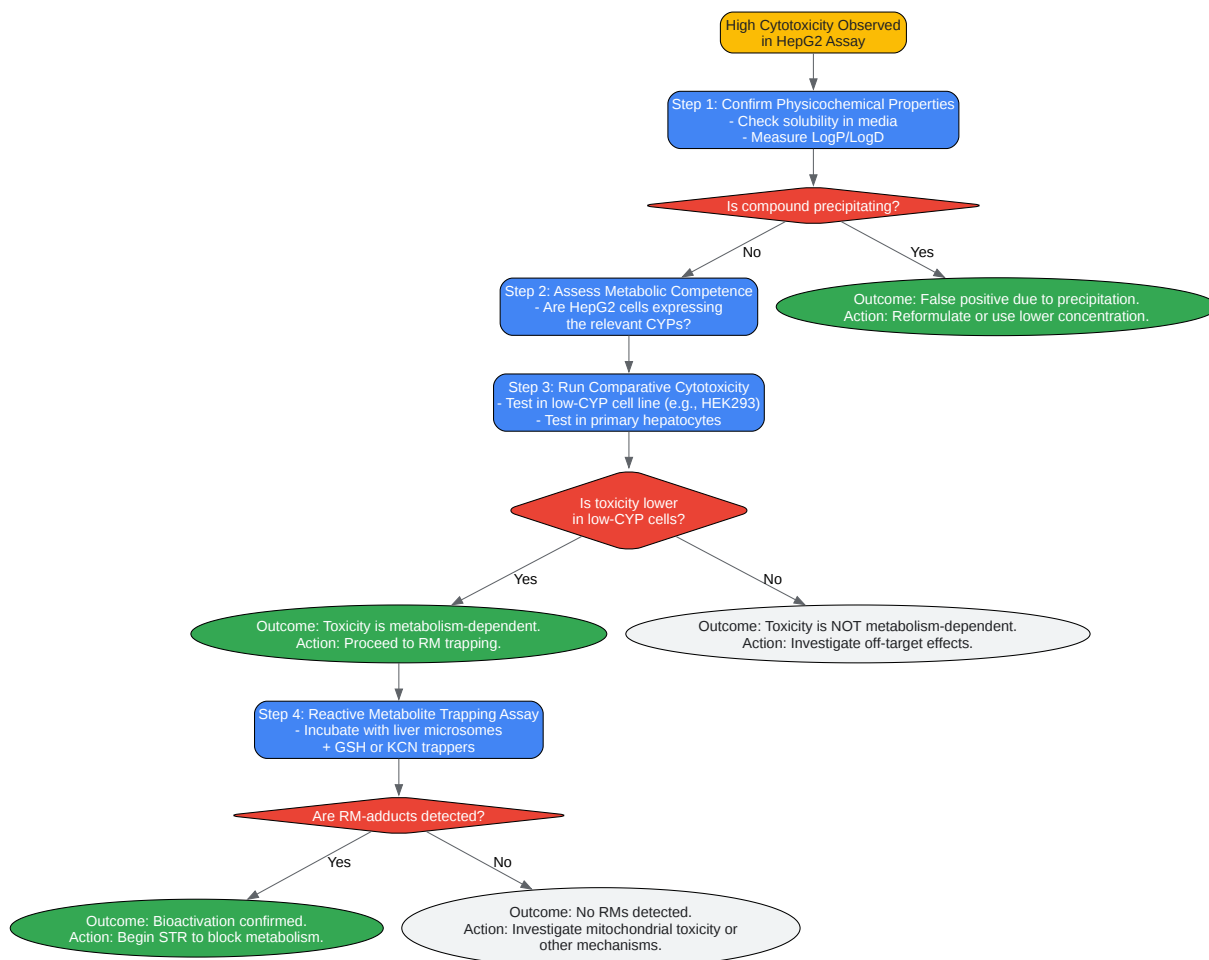 High Cytotoxicity Observed
in HepG2 Assay
Step 1: Confirm Physicochemical Properties
- Check solubility in media
- Measure LogP/LogD
Is compound precipitating?
No
Yes
Step 2: Assess Metabolic Competence
- Are HepG2 cells expressing
the relevant CYPs?
Outcome: False positive due to precipitation.
Action: Reformulate or use lower concentration.
Step 3: Run Comparative Cytotoxicity
- Test in low-CYP cell line (e.g., HEK293)
- Test in primary hepatocytes
Is toxicity lower
in low-CYP cells?
Yes
No
Outcome: Toxicity is metabolism-dependent.
Action: Proceed to RM trapping.
Outcome: Toxicity is NOT metabolism-dependent.
Action: Investigate off-target effects.
Step 4: Reactive Metabolite Trapping Assay
- Incubate with liver microsomes
+ GSH or KCN trappers
Are RM-adducts detected?
Yes
No
Outcome: Bioactivation confirmed.
Action: Begin STR to block metabolism.
Outcome: No RMs detected.
Action: Investigate mitochondrial toxicity or
other mechanisms.